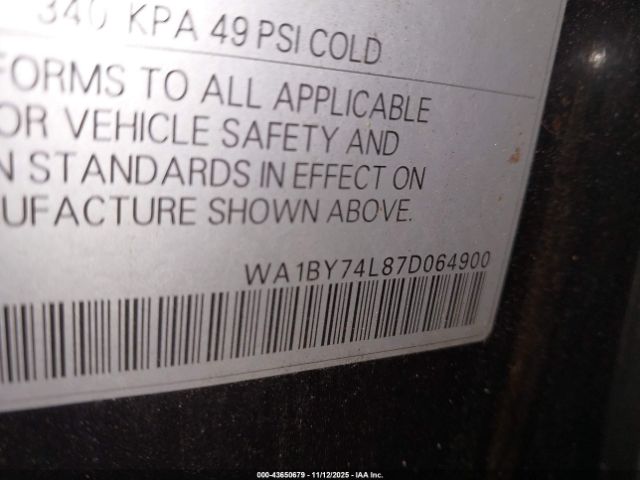 340 KPA 49 PSI COLD
FORMS TO ALL APPLICABLE
OR VEHICLE SAFETY AND
N STANDARDS IN EFFECT ON
UFACTURE SHOWN ABOVE.
WA1BY74L87D064900
000-43650679 - 11/12/2025 - IAA Inc.